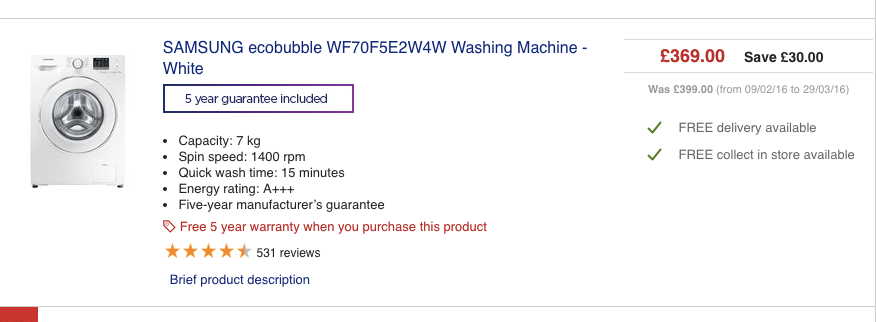 SAMSUNG ecobubble WF70F5E2W4W Washing Machine -
White
5 year guarantee included
Capacity: 7 kg
Spin speed: 1400 rpm
Quick wash time: 15 minutes
Energy rating: A+++
Five-year manufacturer’s guarantee
Free 5 year warranty when you purchase this product
531 reviews
Brief product description
£369.00 Save £30.00
Was £399.00 (from 09/02/16 to 29/03/16)
FREE delivery available
FREE collect in store available